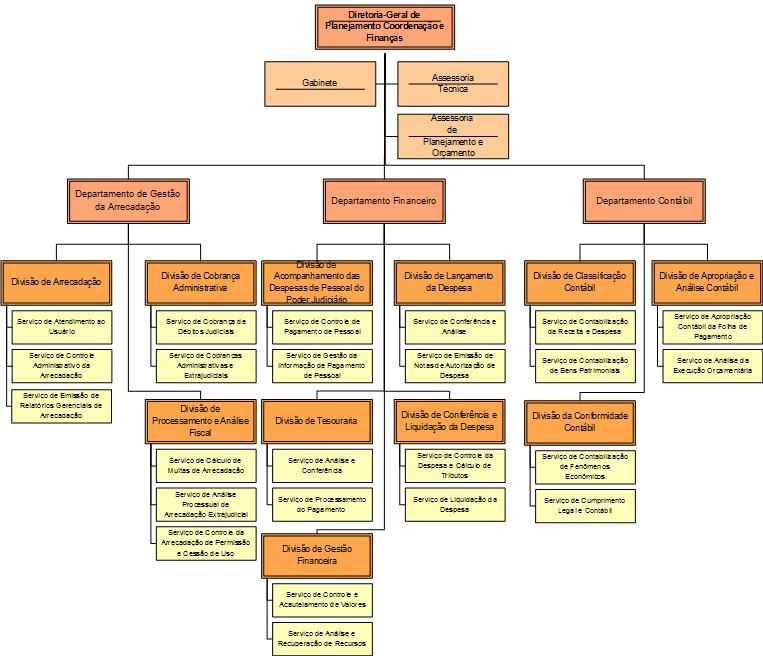 Diretoria-Geral de
Planejamento Coordenação e
Finanças
Gabinete
Assessoria
Técnica
Assessoria
de
Planejamento e
Orçamento
Departamento de Gestão
da Arrecadação
Departamento Financeiro
Departamento Contábil
Divisão de Arrecadação
Divisão de Cobrança
Administrativa
Divisão de
Acompanhamento das
Despesas de Pessoal do
Poder Judiciário
Divisão de Lançamento
da Despesa
Divisão de Classificação
Contábil
Divisão de Apropriação e
Análise Contábil
Serviço de Atendimento ao
Usuário
Serviço de Cobrança de
Débitos Judiciais
Serviço de Controle de
Pagamento de Pessoal
Serviço de Conferência e
Análise
Serviço de Contabilização
da Receita e Despesa
Serviço de Apropriação
Contábil da Folha de
Pagamento
Serviço de Controle
Administrativo da
Arrecadação
Serviço de Cobranças
Administrativas e
Extrajudiciais
Serviço de Gestão da
Informação de Pagamento
de Pessoal
Serviço de Emissão de
Notas de Autorização de
Despesa
Serviço de Contabilização
de Bens Patrimoniais
Serviço de Análise da
Execução Orçamentária
Serviço de Emissão de
Relatórios Gerenciais de
Arrecadação
Divisão de
Processamento e Análise
Fiscal
Divisão de Tesouraria
Divisão de Conferência e
Liquidação da Despesa
Divisão da Conformidade
Contábil
Serviço de Cálculo de
Multas de Arrecadação
Serviço de Análise e
Conferência
Serviço de Controle da
Despesa e Cálculo de
Tributos
Serviço de Contabilização
de Fenômenos
Econômicos
Serviço de Análise
Processual de
Arrecadação Extrajudicial
Serviço de Processamento
do Pagamento
Serviço de Liquidação da
Despesa
Serviço de Cumprimento
Legal e Contábil
Serviço de Controle da
Arrecadação de Permissão
e Cessão de Uso
Divisão de Gestão
Financeira
Serviço de Controle e
Acautelamento de Valores
Serviço de Análise e
Recuperação de Recursos